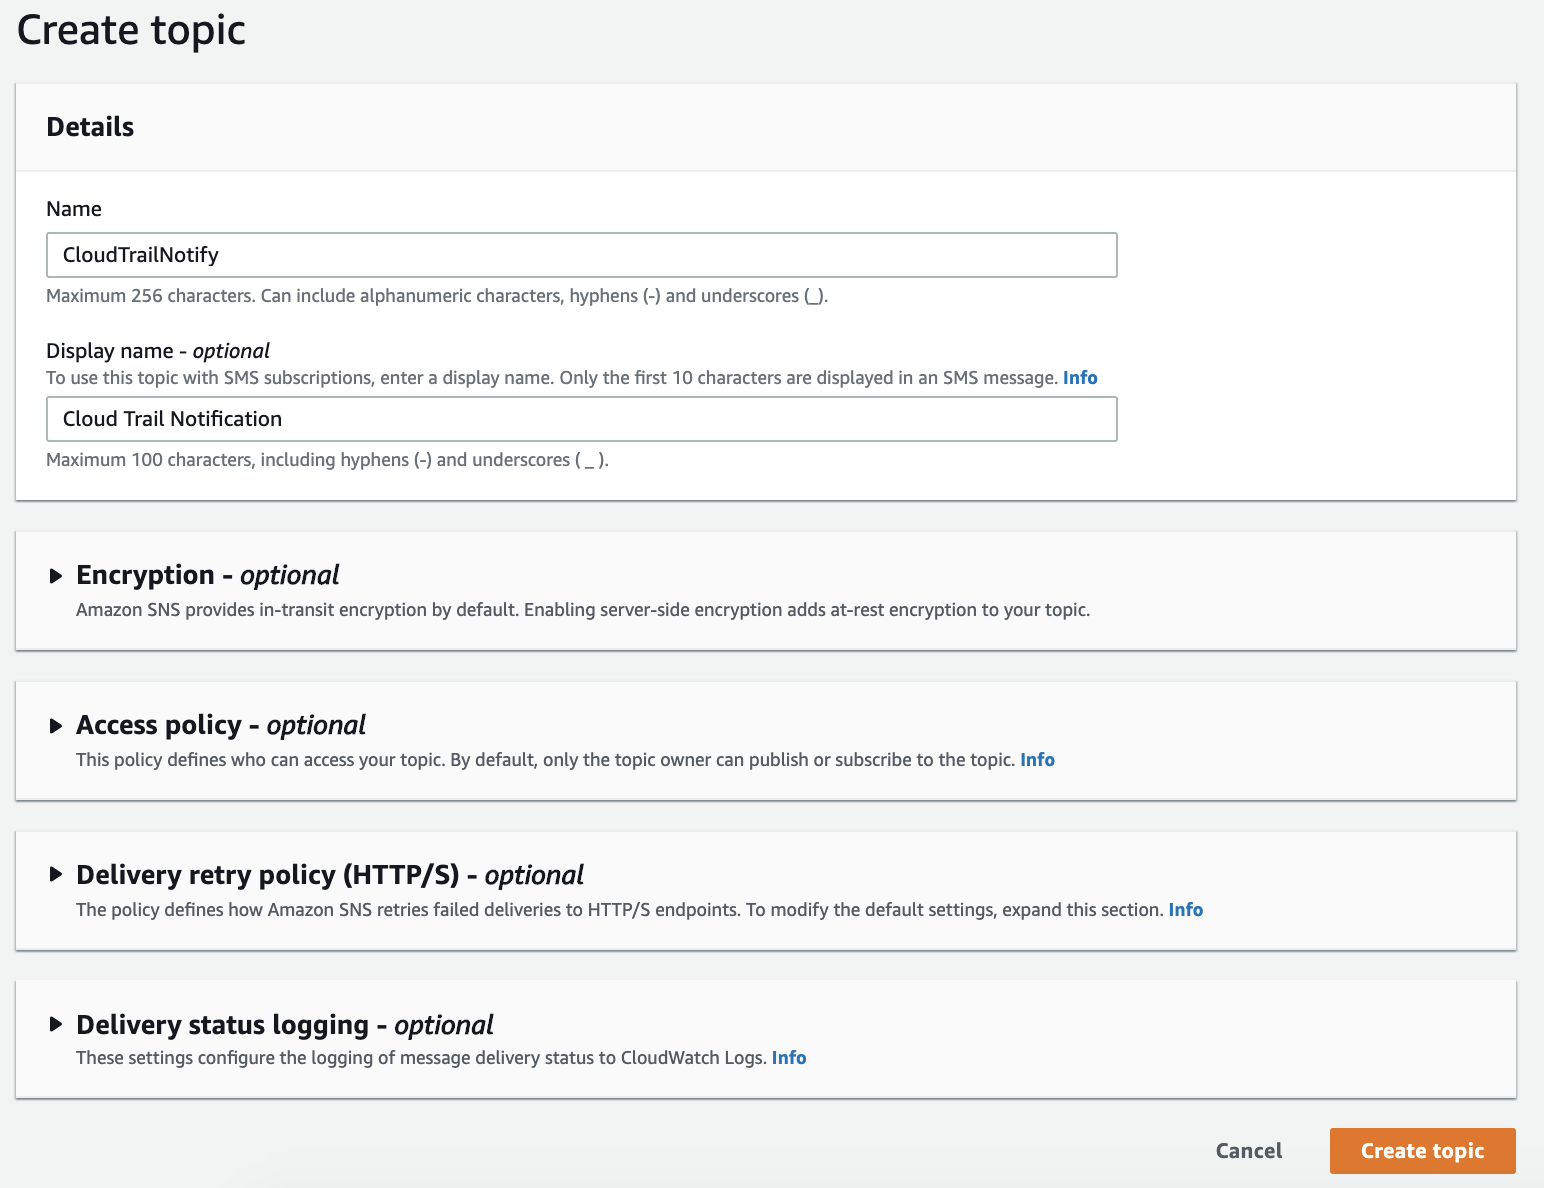 Create topic
Details
Name
CloudTrailNotify
Maximum 256 characters. Can include alphanumeric characters, hyphens (-) and underscores (_).
Display name - optional
To use this topic with SMS subscriptions, enter a display name. Only the first 10 characters are displayed in an SMS message. Info
Cloud Trail Notification
Maximum 100 characters, including hyphens (-) and underscores ( _ ).
Encryption - optional
Amazon SNS provides in-transit encryption by default. Enabling server-side encryption adds at-rest encryption to your topic.
Access policy - optional
This policy defines who can access your topic. By default, only the topic owner can publish or subscribe to the topic. Info
Delivery retry policy (HTTP/S) - optional
The policy defines how Amazon SNS retries failed deliveries to HTTP/S endpoints. To modify the default settings, expand this section. Info
Delivery status logging - optional
These settings configure the logging of message delivery status to CloudWatch Logs. Info
Cancel Create topic